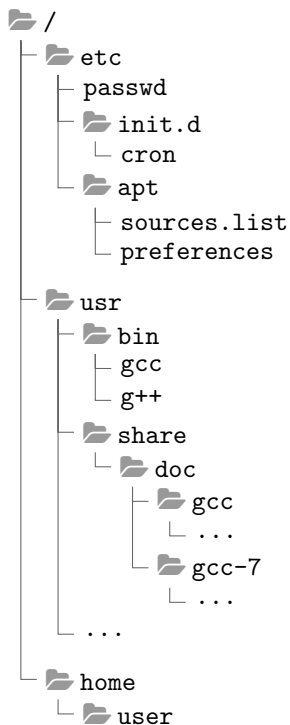 /
etc
passwd
init.d
cron
apt
sources.list
preferences
usr
bin
gcc
g++
share
doc
gcc
...
gcc-7
...
...
home
user